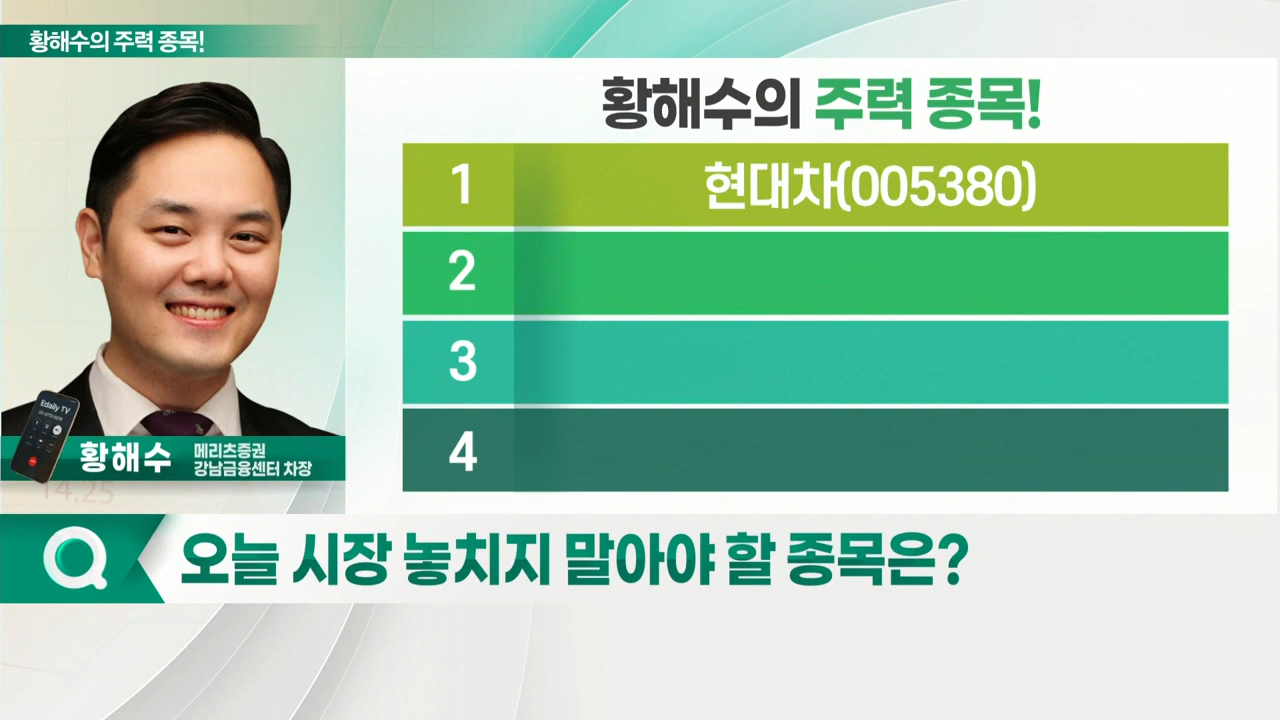 황해수의 주력 종목!
황해수의 주력 종목!
1 현대차(005380)
2
3
4
Edaily TV
황해수 메리츠증권
강남금융센터 차장
14.25
Q 오늘 시장 놓치지 말아야 할 종목은?